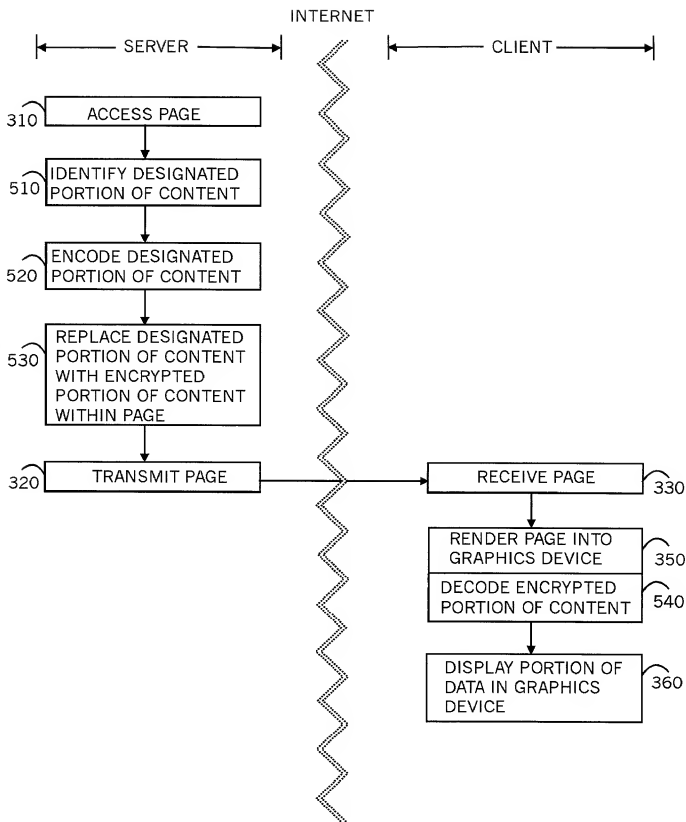 INTERNET
SERVER
CLIENT
310
ACCESS PAGE
510
IDENTIFY DESIGNATED
PORTION OF CONTENT
520
ENCODE DESIGNATED
PORTION OF CONTENT
530
REPLACE DESIGNATED
PORTION OF CONTENT
WITH ENCRYPTED
PORTION OF CONTENT
WITHIN PAGE
320
TRANSMIT PAGE
RECEIVE PAGE
330
RENDER PAGE INTO
GRAPHICS DEVICE
350
DECODE ENCRYPTED
PORTION OF CONTENT
540
DISPLAY PORTION OF
DATA IN GRAPHICS
DEVICE
360